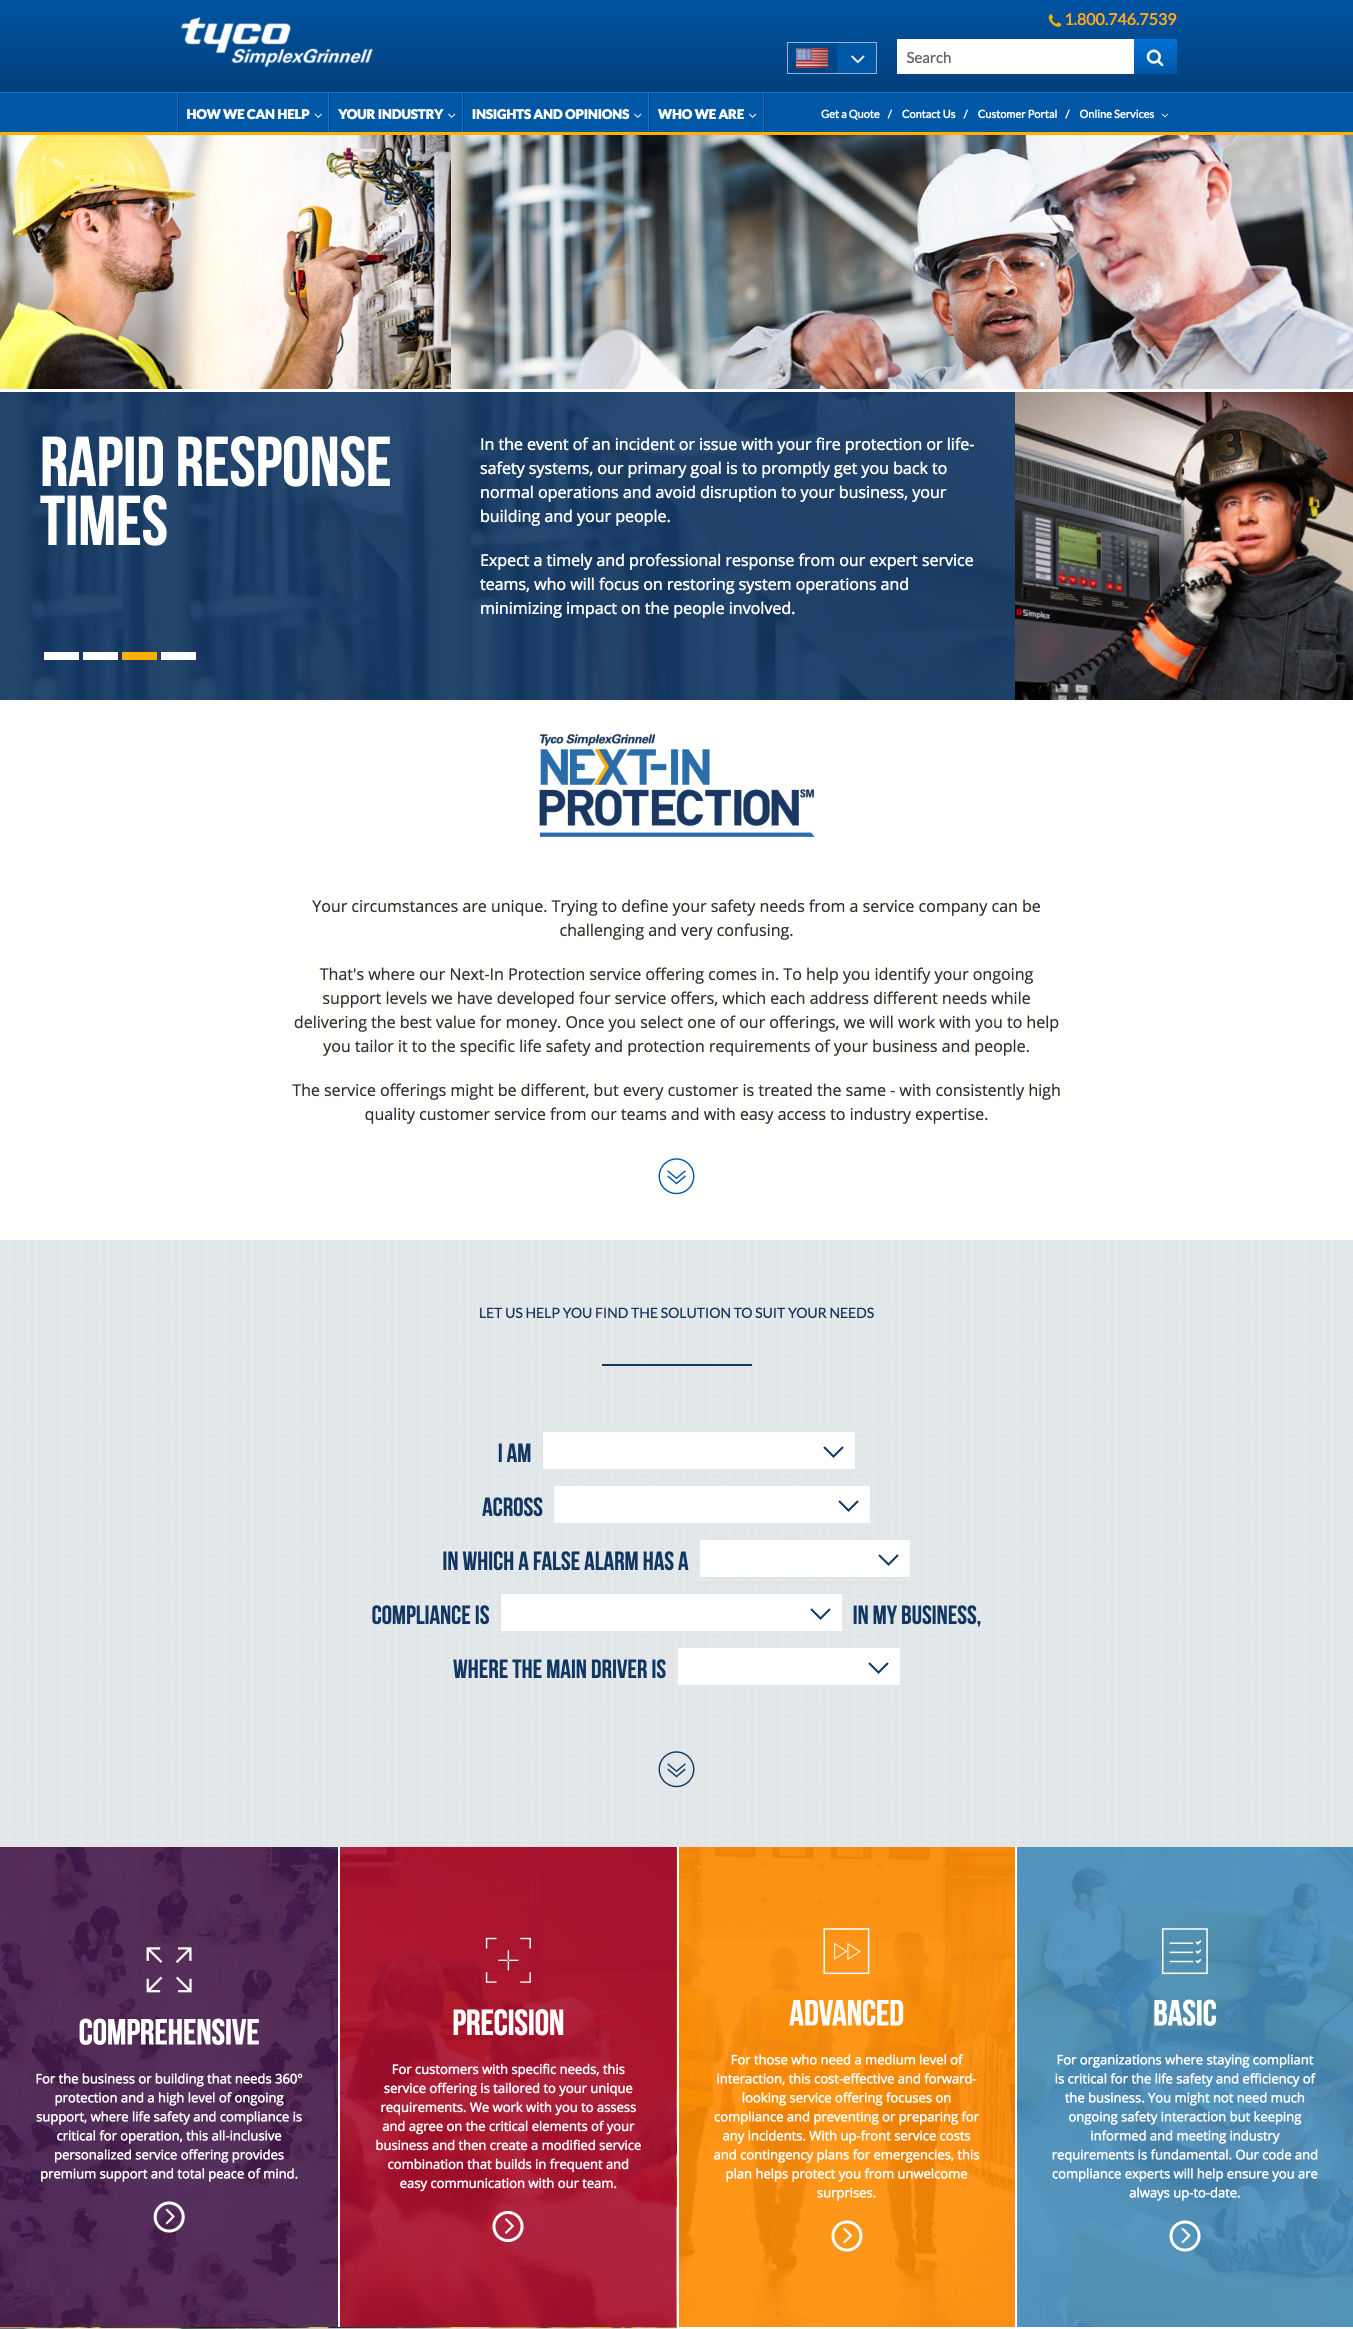 tyco
SimplexGrinnell
1.800.746.7539
Search
HOW WE CAN HELP
YOUR INDUSTRY
INSIGHTS AND OPINIONS
WHO WE ARE
Get a Quote / Contact Us / Customer Portal / Online Services
RAPID RESPONSE
TIMES
In the event of an incident or issue with your fire protection or life-
safety systems, our primary goal is to promptly get you back to
normal operations and avoid disruption to your business, your
building and your people.
Expect a timely and professional response from our expert service
teams, who will focus on restoring system operations and
minimizing impact on the people involved.
3
Simplex
Tyco SimplexGrinnell
NEXT-IN
PROTECTION SM
Your circumstances are unique. Trying to define your safety needs from a service company can be
challenging and very confusing.
That's where our Next-In Protection service offering comes in. To help you identify your ongoing
support levels we have developed four service offers, which each address different needs while
delivering the best value for money. Once you select one of our offerings, we will work with you to help
you tailor it to the specific life safety and protection requirements of your business and people.
The service offerings might be different, but every customer is treated the same - with consistently high
quality customer service from our teams and with easy access to industry expertise.
LET US HELP YOU FIND THE SOLUTION TO SUIT YOUR NEEDS
I AM
ACROSS
IN WHICH A FALSE ALARM HAS A
COMPLIANCE IS IN MY BUSINESS,
WHERE THE MAIN DRIVER IS
COMPREHENSIVE
For the business or building that needs 360°
protection and a high level of ongoing
support, where life safety and compliance is
critical for operation, this all-inclusive
personalized service offering provides
premium support and total peace of mind.
PRECISION
For customers with specific needs, this
service offering is tailored to your unique
requirements. We work with you to assess
and agree on the critical elements of your
business and then create a modified service
combination that builds in frequent and
easy communication with our team.
ADVANCED
For those who need a medium level of
interaction, this cost-effective and forward-
looking service offering focuses on
compliance and preventing or preparing for
any incidents. With up-front service costs
and contingency plans for emergencies, this
plan helps protect you from unwelcome
surprises.
BASIC
For organizations where staying compliant
is critical for the life safety and efficiency of
the business. You might not need much
ongoing safety interaction but keeping
informed and meeting industry
requirements is fundamental. Our code and
compliance experts will help ensure you are
always up-to-date.